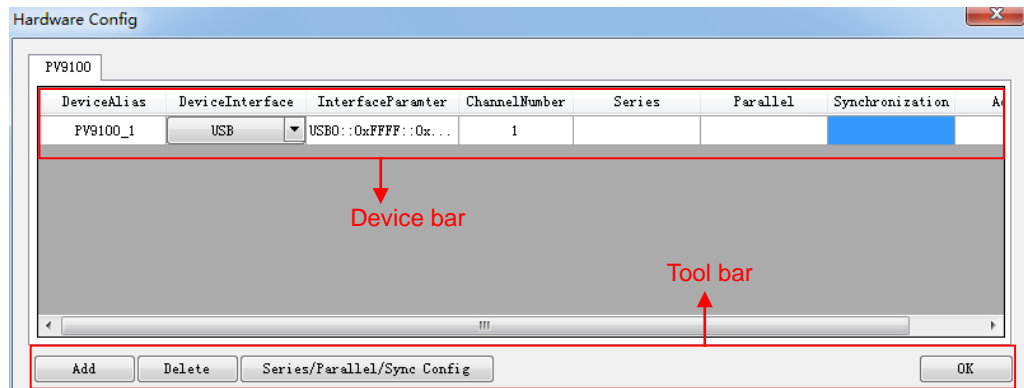 Hardware Config
PV9100
DeviceAlias DeviceInterface InterfaceParamter ChannelNumber Series Parallel Synchronization
PV9100_1 USB USB0::0xFFFF::0x... 1
Device bar
Tool bar
Add Delete Series/Parallel/Sync Config OK